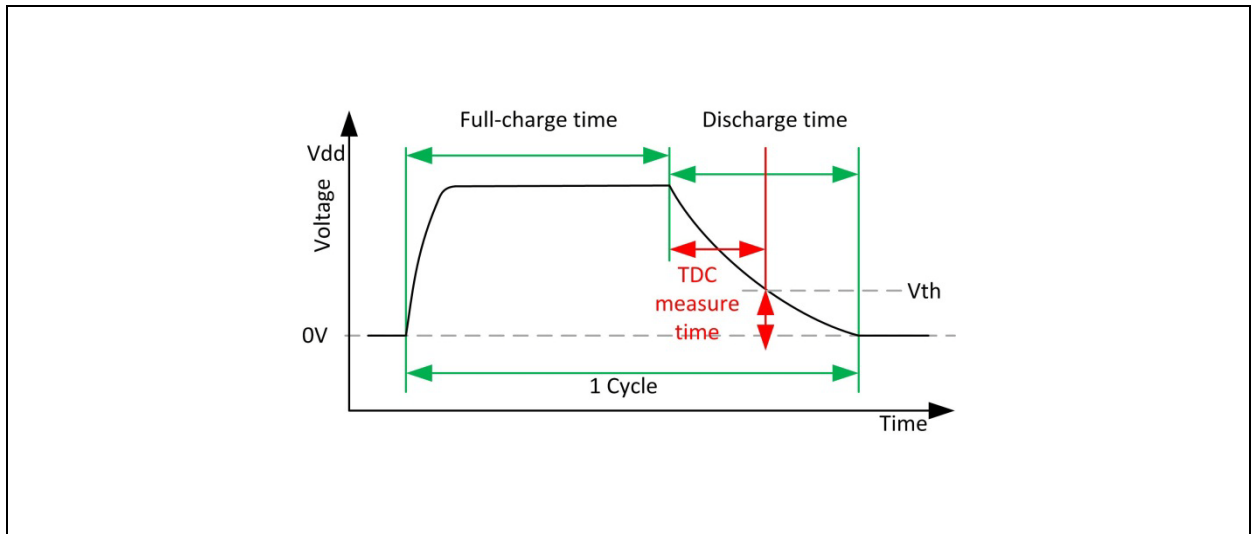 Full-charge time
Discharge time
Vdd
Voltage
TDC
measure
time
Vth
0V
1 Cycle
Time